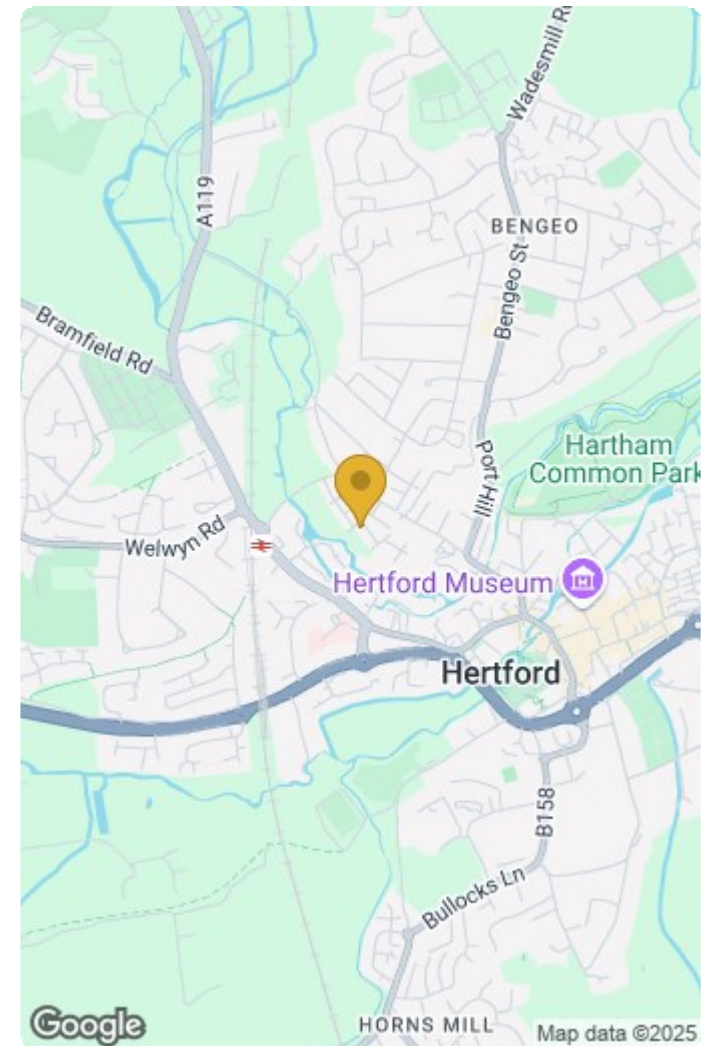 Wadesmill Rd
A119
BENGEO
Bengeo St
Bramfield Rd
Port Hill
Hartham
Common Park
Welwyn Rd
Hertford Museum
Hertford
B158
Bullocks Ln
HORNS MILL
Google
Map data ©2025